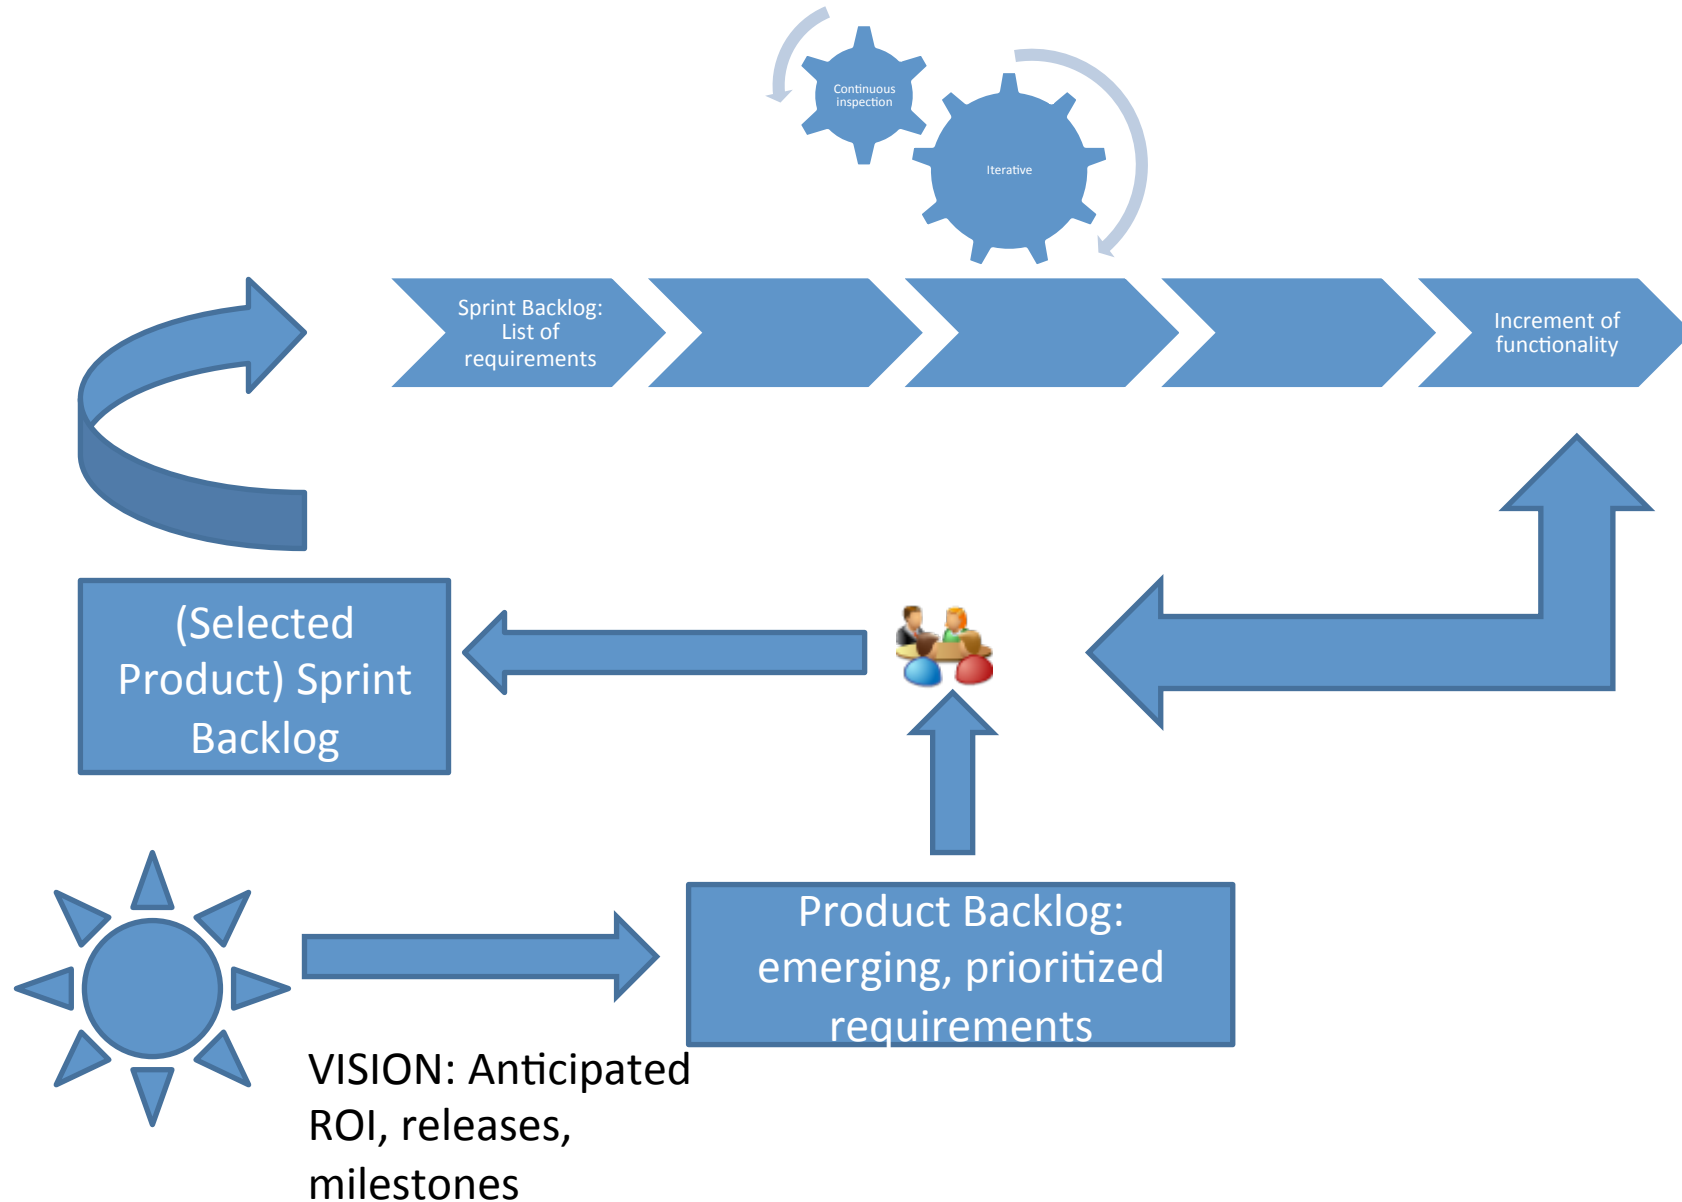 Continuous
inspection
Iterative
Sprint Backlog:
List of
requirements
Increment of
functionality
(Selected
Product) Sprint
Backlog
Product Backlog:
emerging, prioritized
requirements
VISION: Anticipated
ROI, releases,
milestones